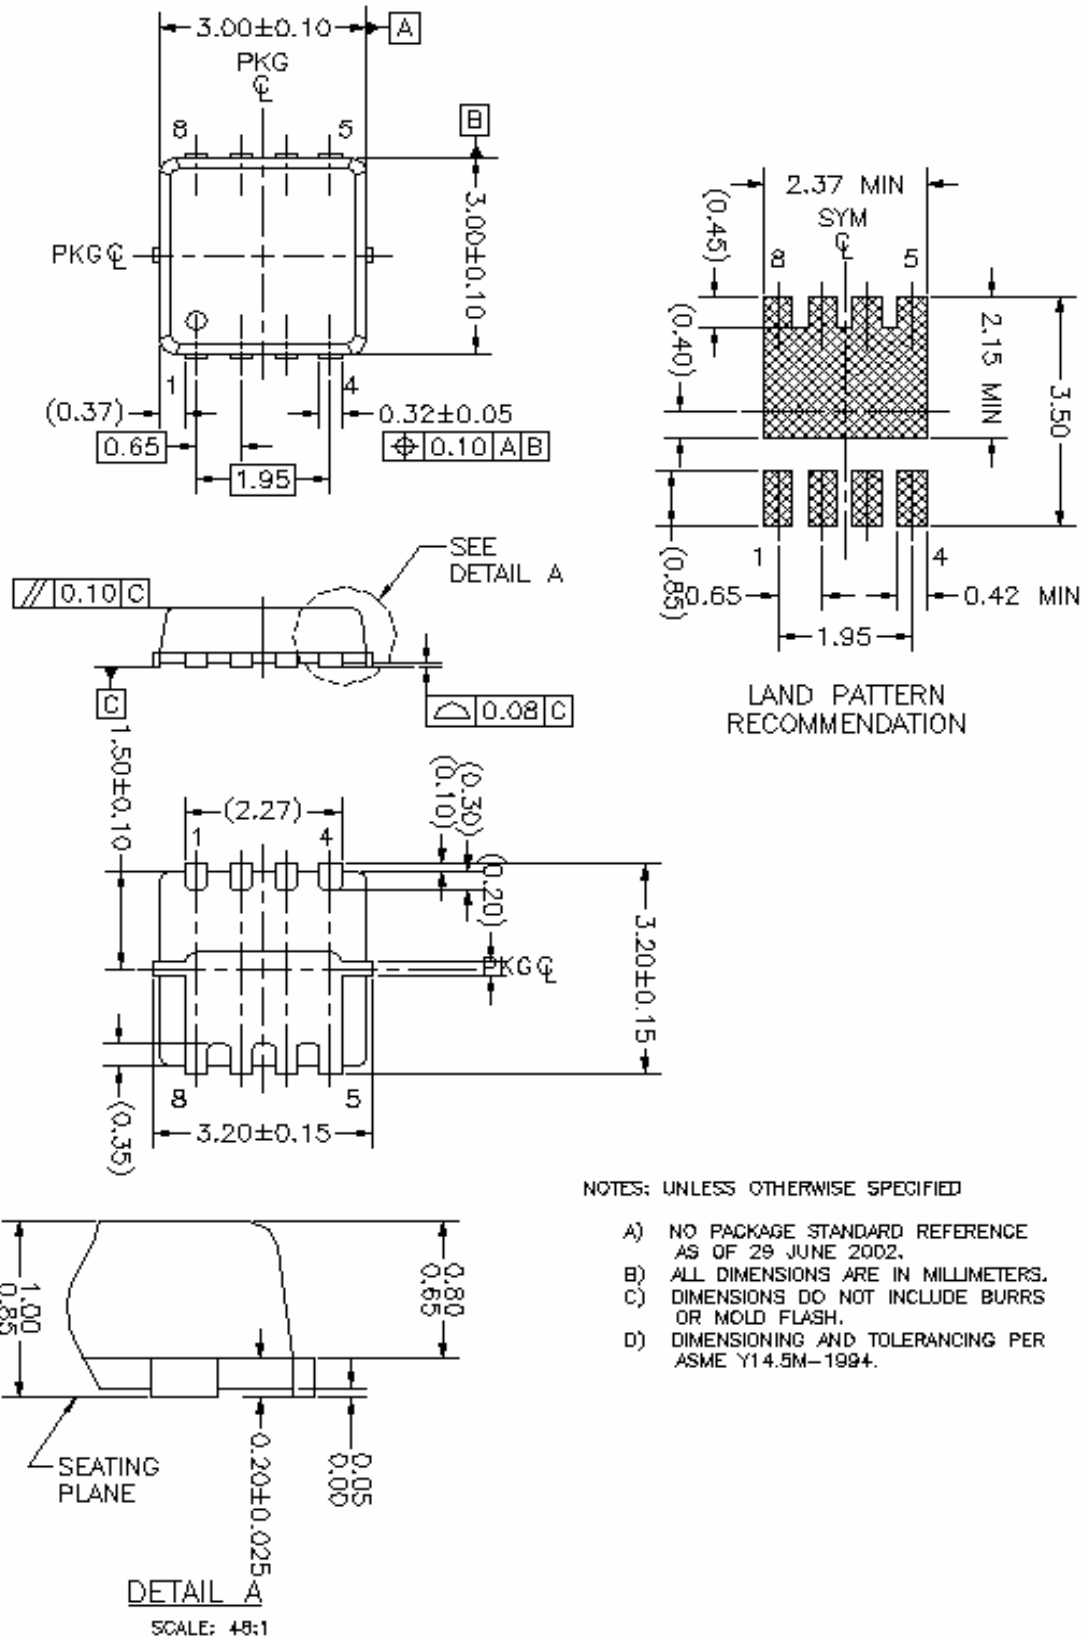 3.00±0.10
A
PKG
℄
8
5
B
3.00±0.10
PKG ℄
1
4
(0.37)
0.32±0.05
0.65
⌖ 0.10 A B
1.95
2.37 MIN
(0.45)
SYM
℄
8
5
(0.40)
2.15 MIN
3.50
1
4
(0.85)
0.65
0.42 MIN
1.95
LAND PATTERN
RECOMMENDATION
SEE
DETAIL A
// 0.10 C
C
⌓ 0.08 C
1.50±0.10
(2.27)
(0.10)
(0.30)
1
4
(0.20)
PKG ℄
3.20±0.15
8
5
(0.35)
3.20±0.15
NOTES: UNLESS OTHERWISE SPECIFIED
A) NO PACKAGE STANDARD REFERENCE
AS OF 29 JUNE 2002.
B) ALL DIMENSIONS ARE IN MILLIMETERS.
C) DIMENSIONS DO NOT INCLUDE BURRS
OR MOLD FLASH.
D) DIMENSIONING AND TOLERANCING PER
ASME Y14.5M-1994.
1.00
0.85
0.80
0.65
SEATING
PLANE
0.20±0.025
0.05
0.00
DETAIL A
SCALE: 48:1